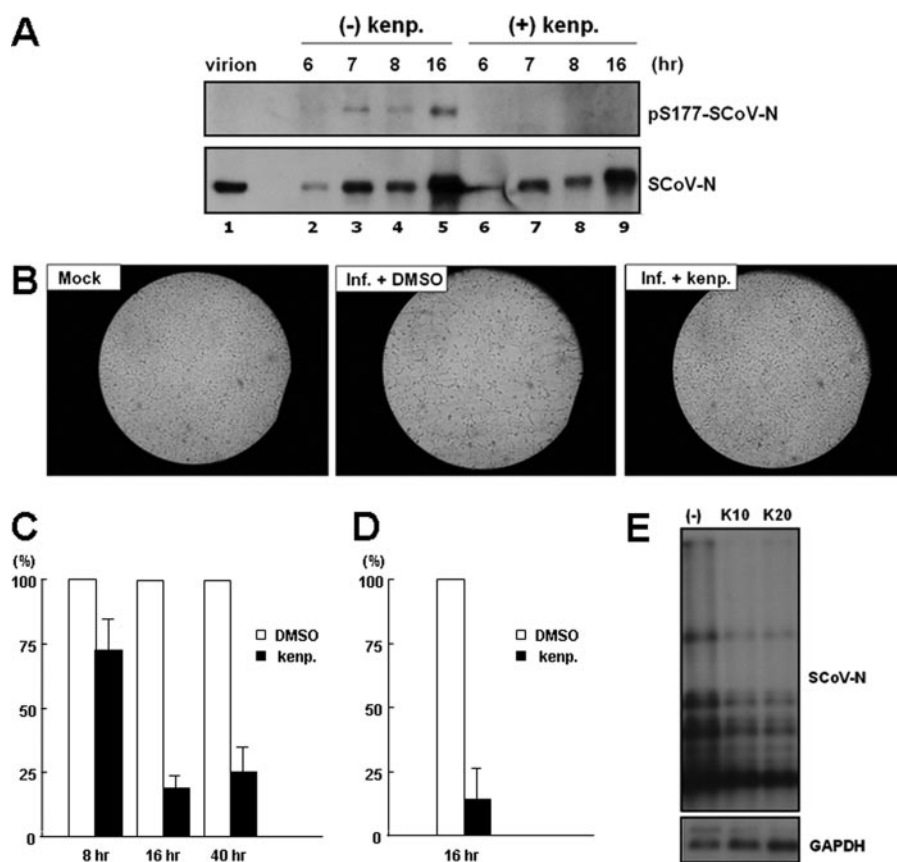 A
(-) kenp. (+) kenp.
virion 6 7 8 16 6 7 8 16 (hr)
pS177-SCoV-N
SCoV-N
1 2 3 4 5 6 7 8 9
B
Mock
Inf. + DMSO
Inf. + kenp.
C
(%)
100
75
50
25
0
DMSO
kenp.
8 hr 16 hr 40 hr
D
(%)
100
75
50
25
0
DMSO
kenp.
16 hr
E
(-) K10 K20
SCoV-N
GAPDH